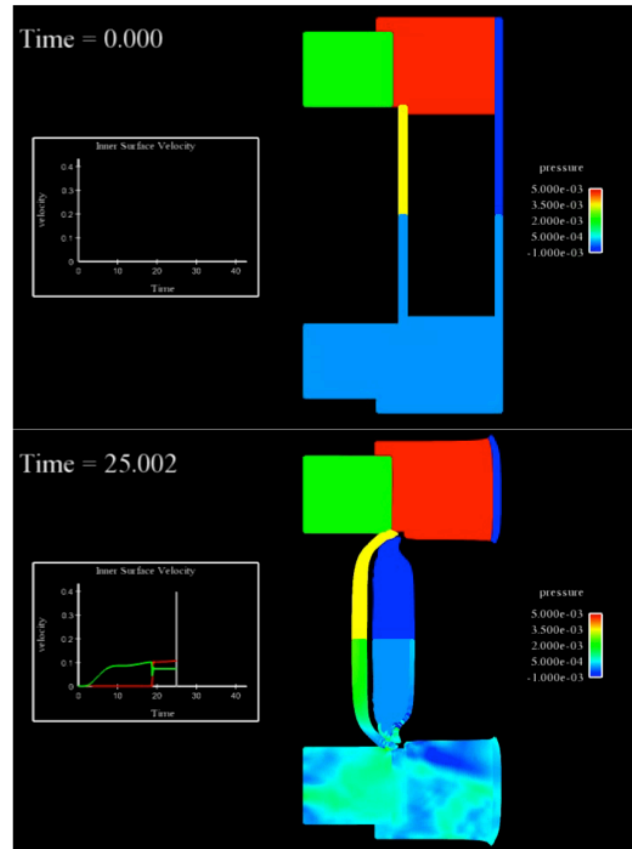 Time = 0.000
Inner Surface Velocity
0.4
0.3
0.2
0.1
0
velocity
0 10 20 30 40
Time
pressure
5.000e-03
3.500e-03
2.000e-03
5.000e-04
-1.000e-03
Time = 25.002
Inner Surface Velocity
0.4
0.3
0.2
0.1
0
velocity
0 10 20 30 40
Time
pressure
5.000e-03
3.500e-03
2.000e-03
5.000e-04
-1.000e-03